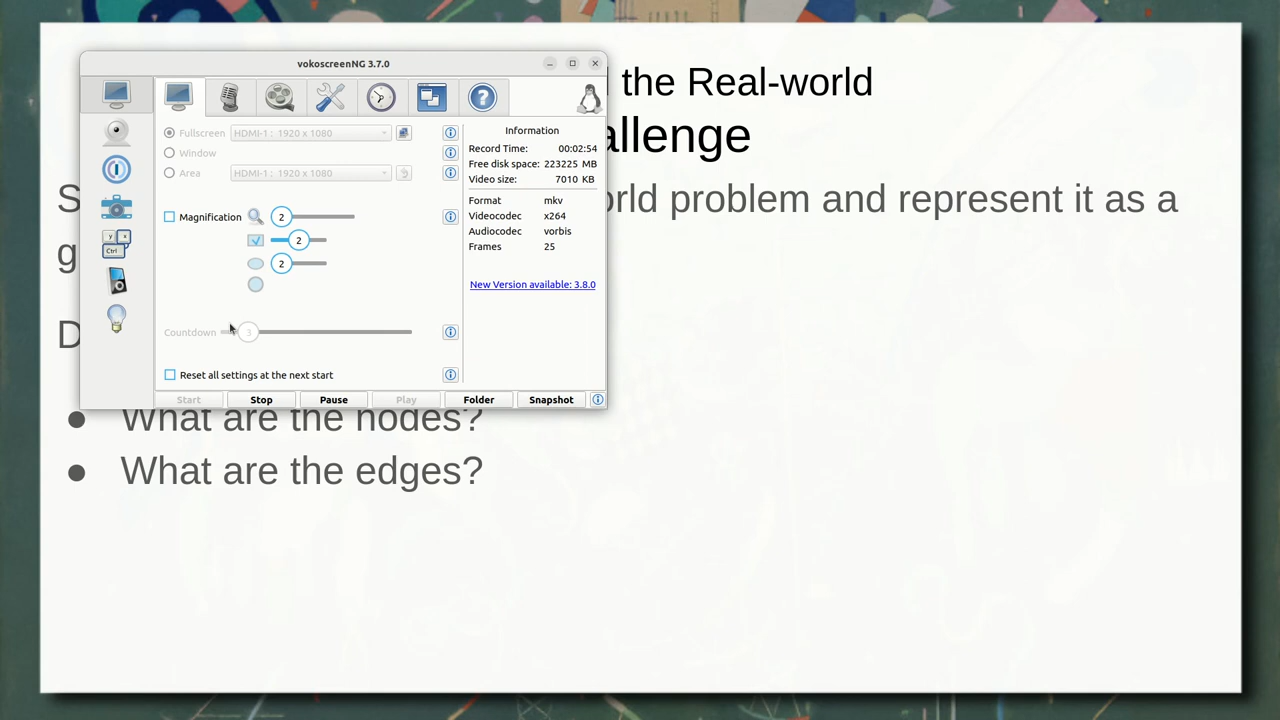 vokoscreenNG 3.7.0
the Real-world
allenge
S
orld problem and represent it as a
g
D
What are the nodes?
What are the edges?
Fullscreen
HDMI-1 : 1920 x 1080
Window
Area
HDMI-1 : 1920 x 1080
Magnification
2
2
2
Countdown
3
Reset all settings at the next start
Information
Record Time: 00:02:54
Free disk space: 223225 MB
Video size: 7010 KB
Format mkv
Videocodec x264
Audiocodec vorbis
Frames 25
New Version available: 3.8.0
y x
Ctrl
Start Stop Pause Play Folder Snapshot